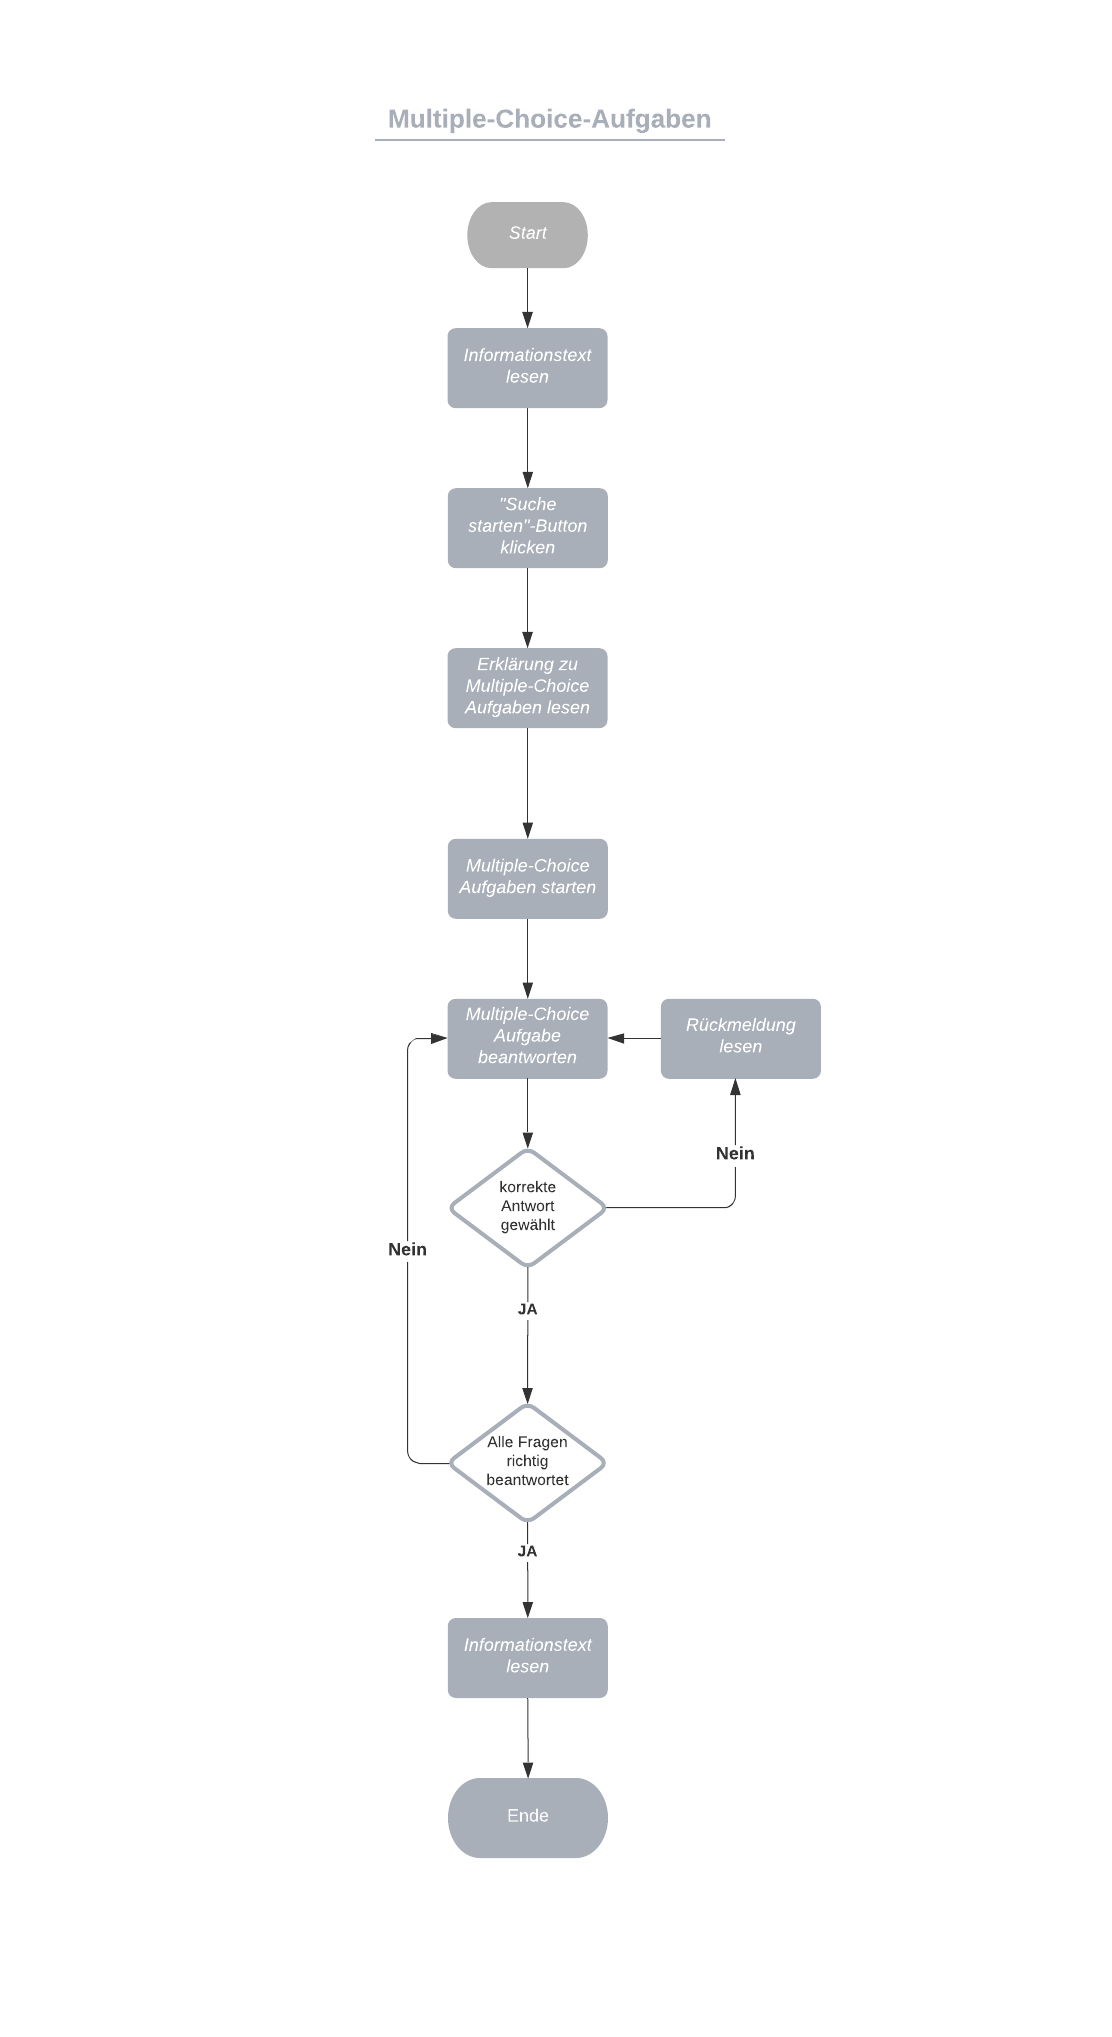 Multiple-Choice-Aufgaben
Start
Informationstext
lesen
"Suche
starten"-Button
klicken
Erklärung zu
Multiple-Choice
Aufgaben lesen
Multiple-Choice
Aufgaben starten
Multiple-Choice
Aufgabe
beantworten
Rückmeldung
lesen
Nein
korrekte
Antwort
gewählt
Nein
JA
Alle Fragen
richtig
beantwortet
JA
Informationstext
lesen
Ende